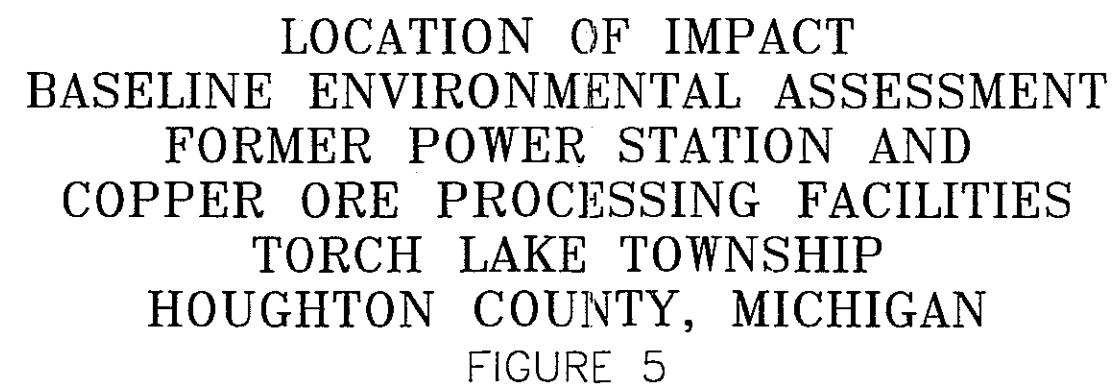 LOCATION OF IMPACT
BASELINE ENVIRONMENTAL ASSESSMENT
FORMER POWER STATION AND
COPPER ORE PROCESSING FACILITIES
TORCH LAKE TOWNSHIP
HOUGHTON COUNTY, MICHIGAN
FIGURE 5